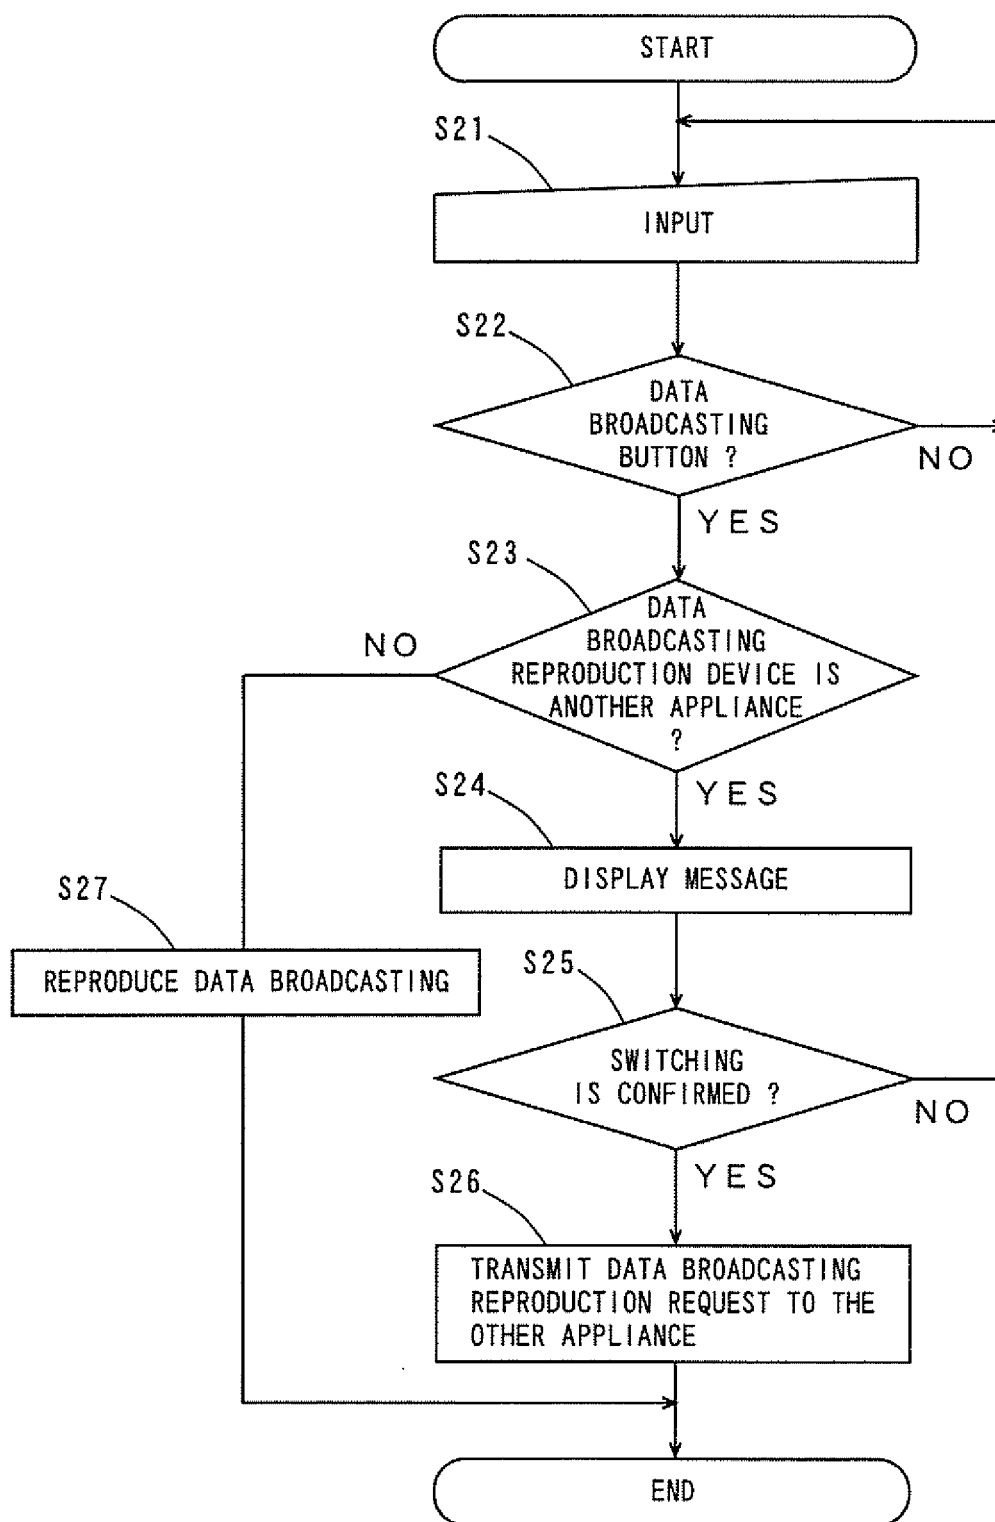 START
S21
INPUT
S22
DATA
BROADCASTING
BUTTON ?
NO
YES
S23
DATA
BROADCASTING
REPRODUCTION DEVICE IS
ANOTHER APPLIANCE
?
NO
YES
S24
DISPLAY MESSAGE
S27
REPRODUCE DATA BROADCASTING
S25
SWITCHING
IS CONFIRMED ?
NO
YES
S26
TRANSMIT DATA BROADCASTING
REPRODUCTION REQUEST TO THE
OTHER APPLIANCE
END